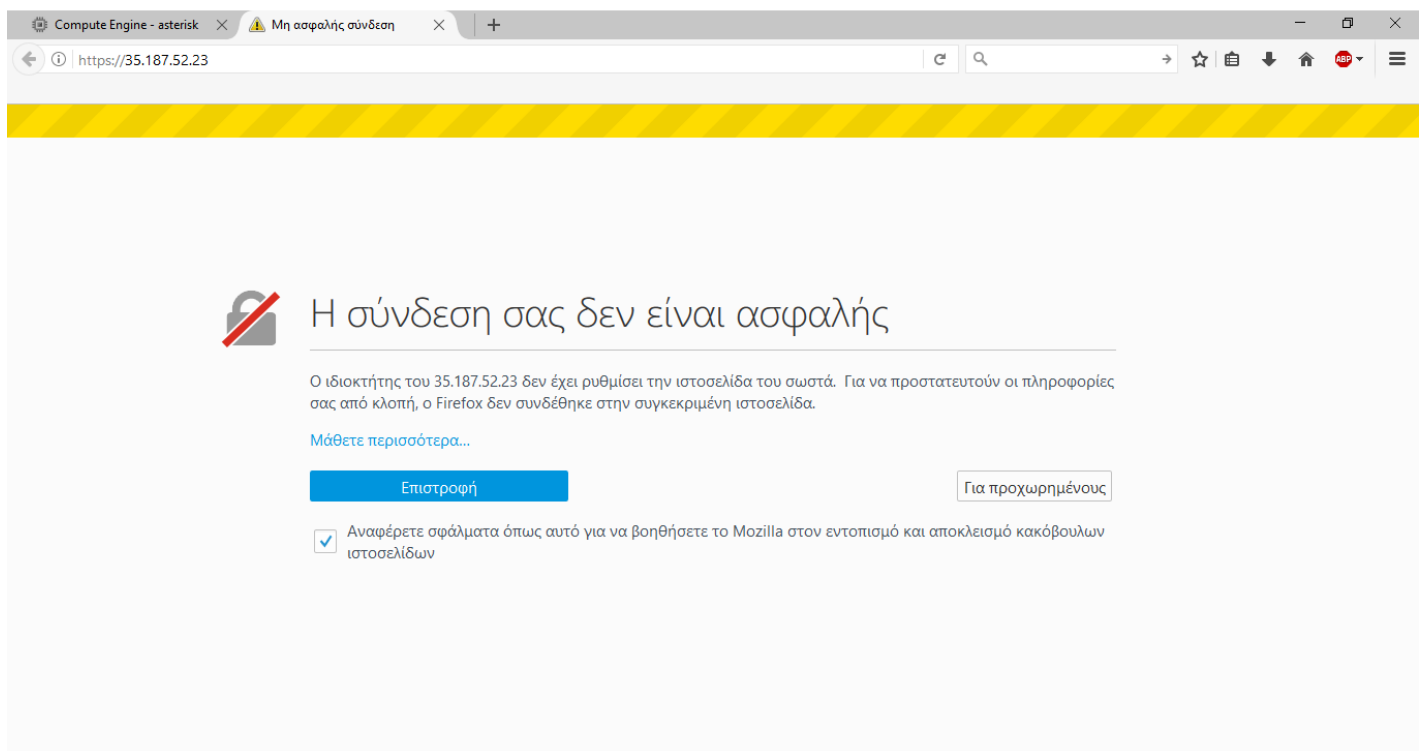 Compute Engine - asterisk
Μη ασφαλής σύνδεση
https://35.187.52.23
ABP
Η σύνδεση σας δεν είναι ασφαλής
Ο ιδιοκτήτης του 35.187.52.23 δεν έχει ρυθμίσει την ιστοσελίδα του σωστά. Για να προστατευτούν οι πληροφορίες
σας από κλοπή, ο Firefox δεν συνδέθηκε στην συγκεκριμένη ιστοσελίδα.
Μάθετε περισσότερα...
Επιστροφή
Για προχωρημένους
Αναφέρετε σφάλματα όπως αυτό για να βοηθήσετε το Mozilla στον εντοπισμό και αποκλεισμό κακόβουλων
ιστοσελίδων